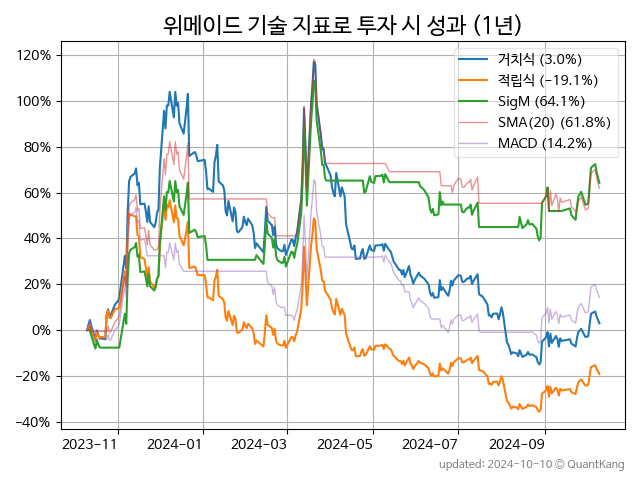 위메이드 기술 지표로 투자 시 성과 (1년)
거치식 (3.0%)
적립식 (−19.1%)
SigM (64.1%)
SMA(20) (61.8%)
MACD (14.2%)
120%
100%
80%
60%
40%
20%
0%
−20%
−40%
2023−11
2024−01
2024−03
2024−05
2024−07
2024−09
updated: 2024-10-10 © QuantKang